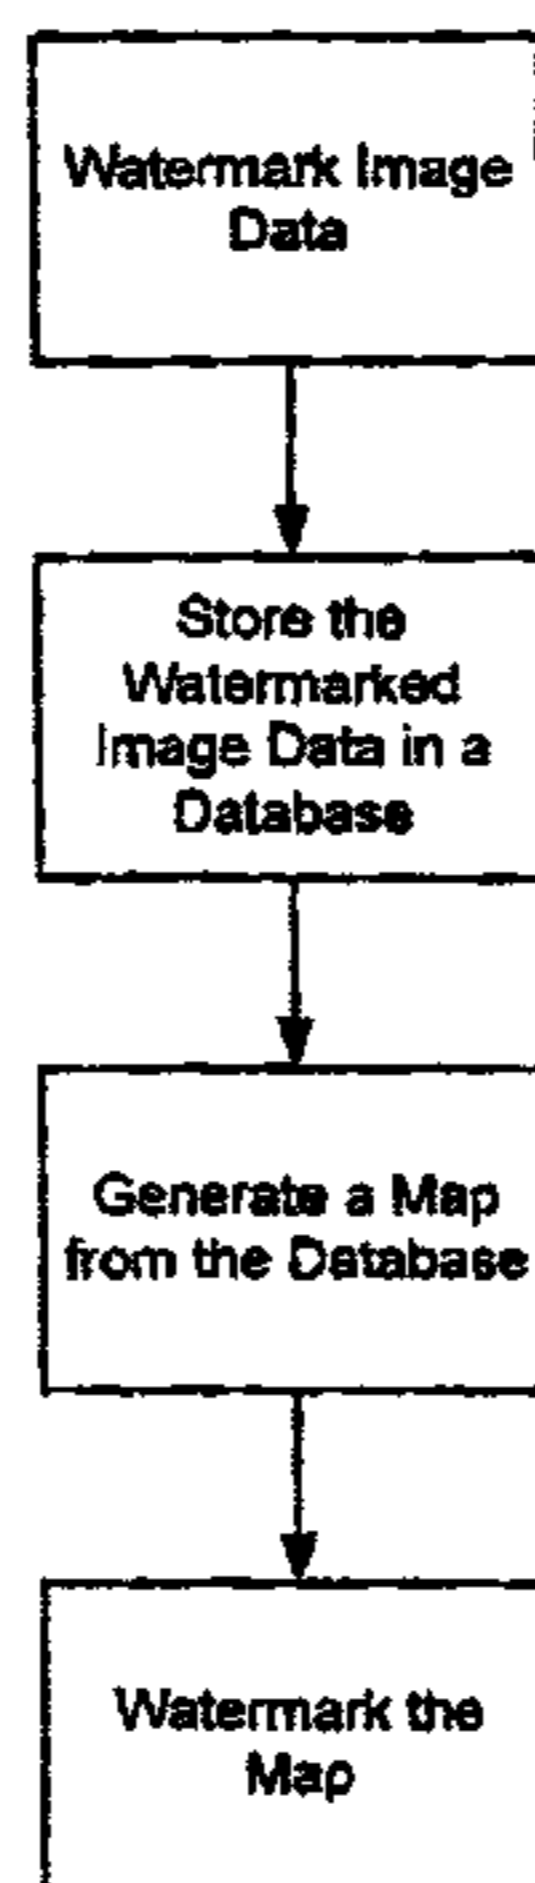 Watermark Image
Data
Store the
Watermarked
Image Data in a
Database
Generate a Map
from the Database
Watermark the
Map